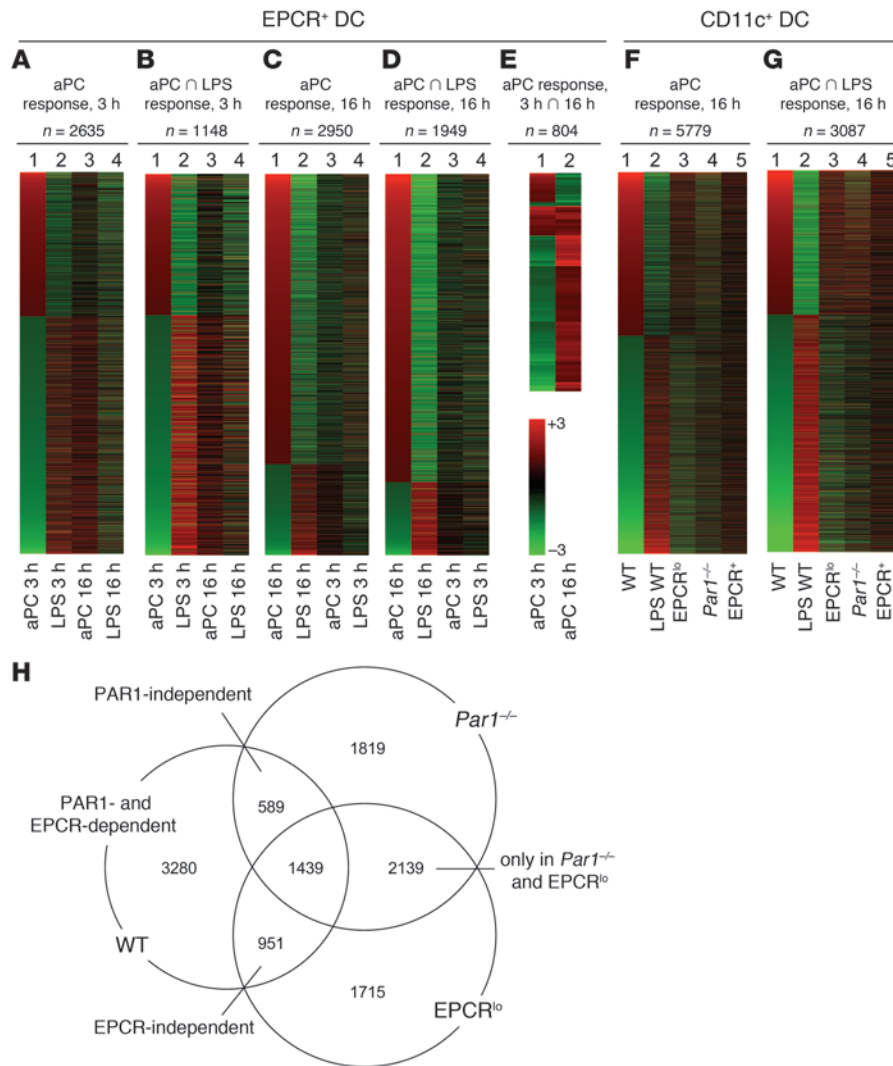 EPCR⁺ DC
CD11c⁺ DC
A
aPC
response, 3 h
n = 2635
1 2 3 4
B
aPC ∩ LPS
response, 3 h
n = 1148
1 2 3 4
C
aPC
response, 16 h
n = 2950
1 2 3 4
D
aPC ∩ LPS
response, 16 h
n = 1949
1 2 3 4
E
aPC response,
3 h ∩ 16 h
n = 804
1 2
F
aPC
response, 16 h
n = 5779
1 2 3 4 5
G
aPC ∩ LPS
response, 16 h
n = 3087
1 2 3 4 5
+3
–3
aPC 3 h
LPS 3 h
aPC 16 h
LPS 16 h
aPC 3 h
LPS 3 h
aPC 16 h
LPS 16 h
aPC 16 h
LPS 16 h
aPC 3 h
LPS 3 h
aPC 16 h
LPS 16 h
aPC 3 h
LPS 3 h
aPC 3 h
aPC 16 h
WT
LPS WT
EPCRˡᵒ
Par1⁻/⁻
EPCR⁺
WT
LPS WT
EPCRˡᵒ
Par1⁻/⁻
EPCR⁺
H
PAR1-independent
Par1⁻/⁻
1819
PAR1- and
EPCR-dependent
589
3280
1439
2139
only in Par1⁻/⁻
and EPCRˡᵒ
WT
951
1715
EPCRˡᵒ
EPCR-independent